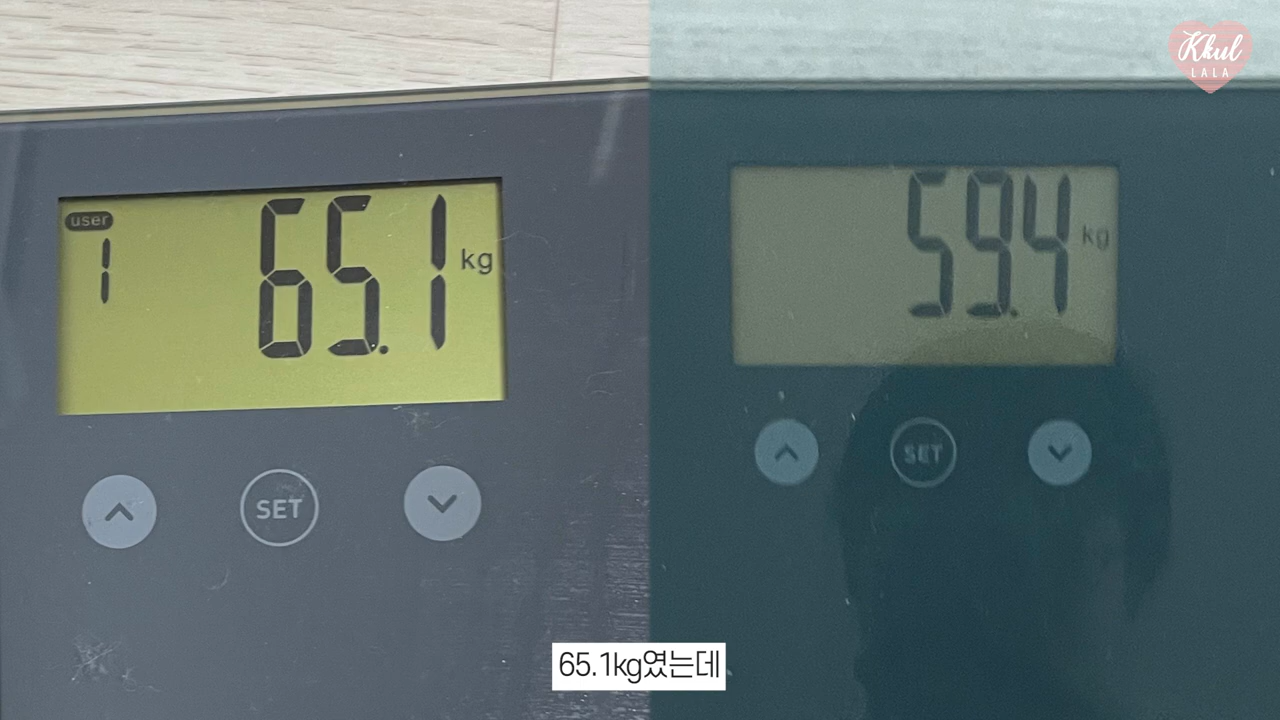 Kkul
LALA
user
1
65.1
kg
59.4
kg
SET
SET
65.1kg였는데